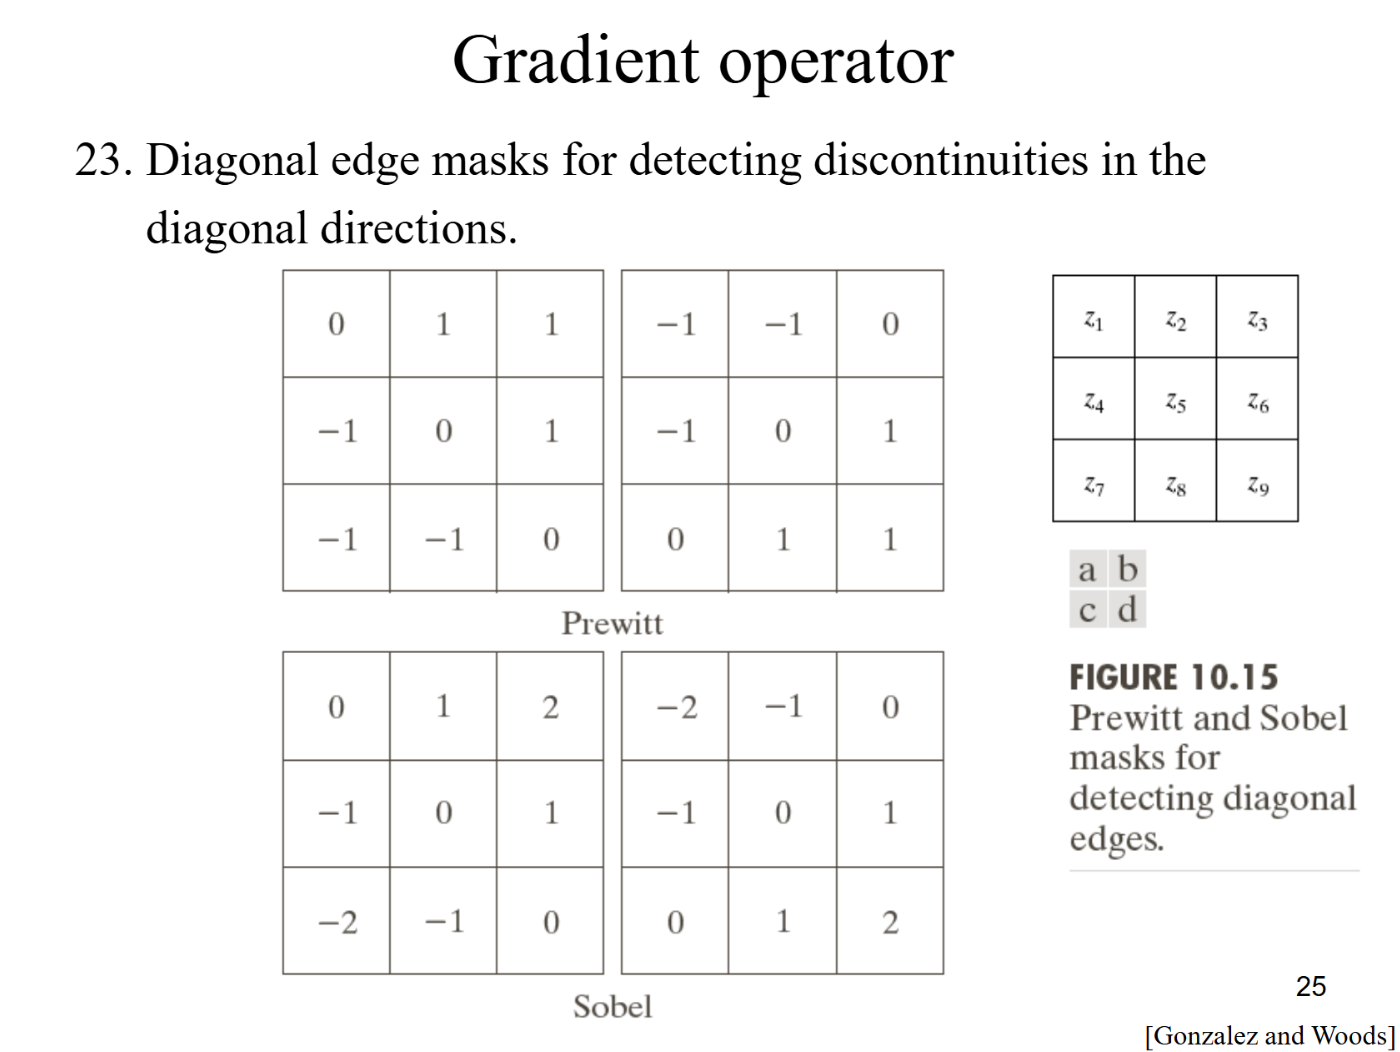 Gradient operator
23. Diagonal edge masks for detecting discontinuities in the
diagonal directions.
0 1 1 −1 −1 0
−1 0 1 −1 0 1
−1 −1 0 0 1 1
Prewitt
0 1 2 −2 −1 0
−1 0 1 −1 0 1
−2 −1 0 0 1 2
Sobel
z1 z2 z3
z4 z5 z6
z7 z8 z9
a b
c d
FIGURE 10.15
Prewitt and Sobel
masks for
detecting diagonal
edges.
25
[Gonzalez and Woods]